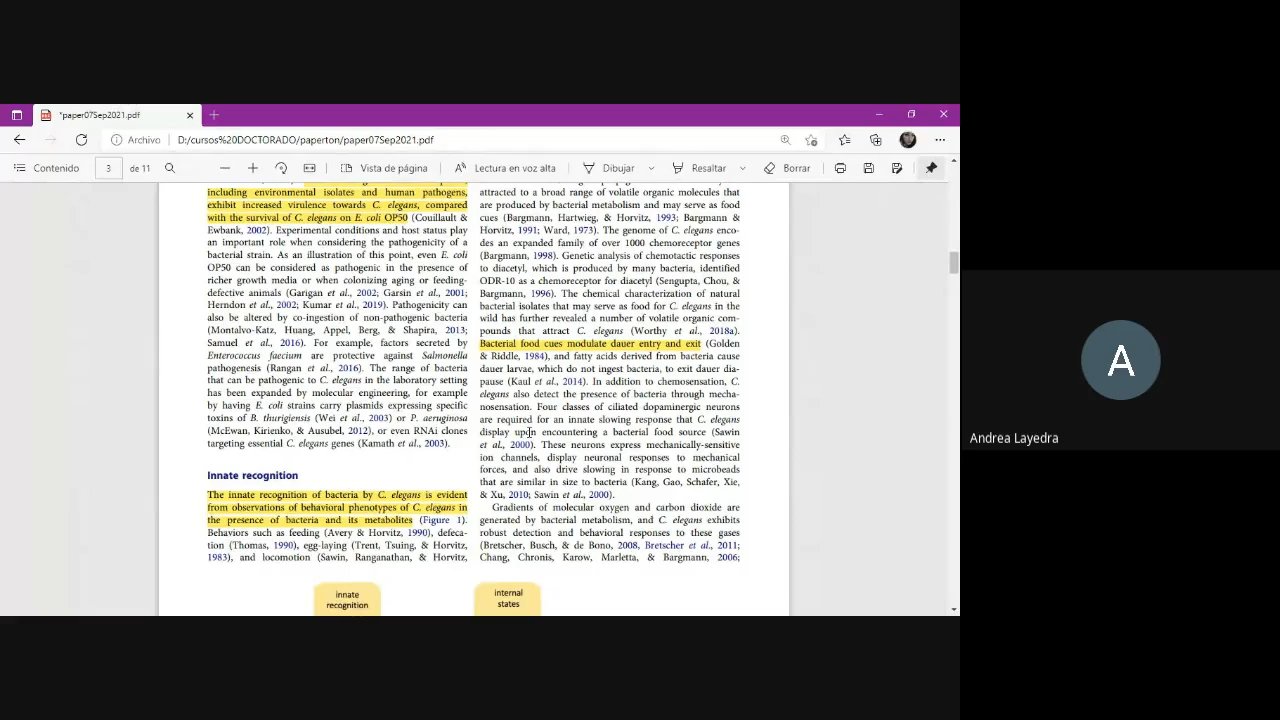 *paper07Sep2021.pdf
Archivo
D:/cursos%20DOCTORADO/paperton/paper07Sep2021.pdf
Contenido
3
de 11
Vista de página
Lectura en voz alta
Dibujar
Resaltar
Borrar
including environmental isolates and human pathogens,
exhibit increased virulence towards C. elegans, compared
with the survival of C. elegans on E. coli OP50 (Couillault &
Ewbank, 2002). Experimental conditions and host status play
an important role when considering the pathogenicity of a
bacterial strain. As an illustration of this point, even E. coli
OP50 can be considered as pathogenic in the presence of
richer growth media or when colonizing aging or feeding-
defective animals (Garigan et al., 2002; Garsin et al., 2001;
Herndon et al., 2002; Kumar et al., 2019). Pathogenicity can
also be altered by co-ingestion of non-pathogenic bacteria
(Montalvo-Katz, Huang, Appel, Berg, & Shapira, 2013;
Samuel et al., 2016). For example, factors secreted by
Enterococcus faecium are protective against Salmonella
pathogenesis (Rangan et al., 2016). The range of bacteria
that can be pathogenic to C. elegans in the laboratory setting
has been expanded by molecular engineering, for example
by having E. coli strains carry plasmids expressing specific
toxins of B. thurigiensis (Wei et al., 2003) or P. aeruginosa
(McEwan, Kirienko, & Ausubel, 2012), or even RNAi clones
targeting essential C. elegans genes (Kamath et al., 2003).
Innate recognition
The innate recognition of bacteria by C. elegans is evident
from observations of behavioral phenotypes of C. elegans in
the presence of bacteria and its metabolites (Figure 1).
Behaviors such as feeding (Avery & Horvitz, 1990), defeca-
tion (Thomas, 1990), egg-laying (Trent, Tsuing, & Horvitz,
1983), and locomotion (Sawin, Ranganathan, & Horvitz,
attracted to a broad range of volatile organic molecules that
are produced by bacterial metabolism and may serve as food
cues (Bargmann, Hartwieg, & Horvitz, 1993; Bargmann &
Horvitz, 1991; Ward, 1973). The genome of C. elegans enco-
des an expanded family of over 1000 chemoreceptor genes
(Bargmann, 1998). Genetic analysis of chemotactic responses
to diacetyl, which is produced by many bacteria, identified
ODR-10 as a chemoreceptor for diacetyl (Sengupta, Chou, &
Bargmann, 1996). The chemical characterization of natural
bacterial isolates that may serve as food for C. elegans in the
wild has further revealed a number of volatile organic com-
pounds that attract C. elegans (Worthy et al., 2018a).
Bacterial food cues modulate dauer entry and exit (Golden
& Riddle, 1984), and fatty acids derived from bacteria cause
dauer larvae, which do not ingest bacteria, to exit dauer dia-
pause (Kaul et al., 2014). In addition to chemosensation, C.
elegans also detect the presence of bacteria through mecha-
nosensation. Four classes of ciliated dopaminergic neurons
are required for an innate slowing response that C. elegans
display upon encountering a bacterial food source (Sawin
et al., 2000). These neurons express mechanically-sensitive
ion channels, display neuronal responses to mechanical
forces, and also drive slowing in response to microbeads
that are similar in size to bacteria (Kang, Gao, Schafer, Xie,
& Xu, 2010; Sawin et al., 2000).
Gradients of molecular oxygen and carbon dioxide are
generated by bacterial metabolism, and C. elegans exhibits
robust detection and behavioral responses to these gases
(Bretscher, Busch, & de Bono, 2008, Bretscher et al., 2011;
Chang, Chronis, Karow, Marletta, & Bargmann, 2006;
innate
recognition
internal
states
A
Andrea Layedra